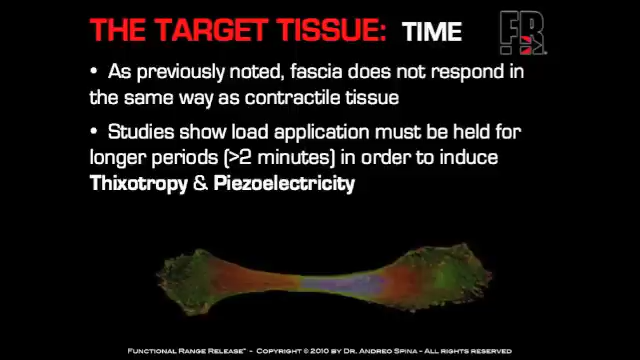 THE TARGET TISSUE: TIME
FR
• As previously noted, fascia does not respond in
the same way as contractile tissue
• Studies show load application must be held for
longer periods (>2 minutes) in order to induce
Thixotropy & Piezoelectricity
FUNCTIONAL RANGE RELEASE™ - COPYRIGHT © 2010 BY DR. ANDREO SPINA - ALL RIGHTS RESERVED